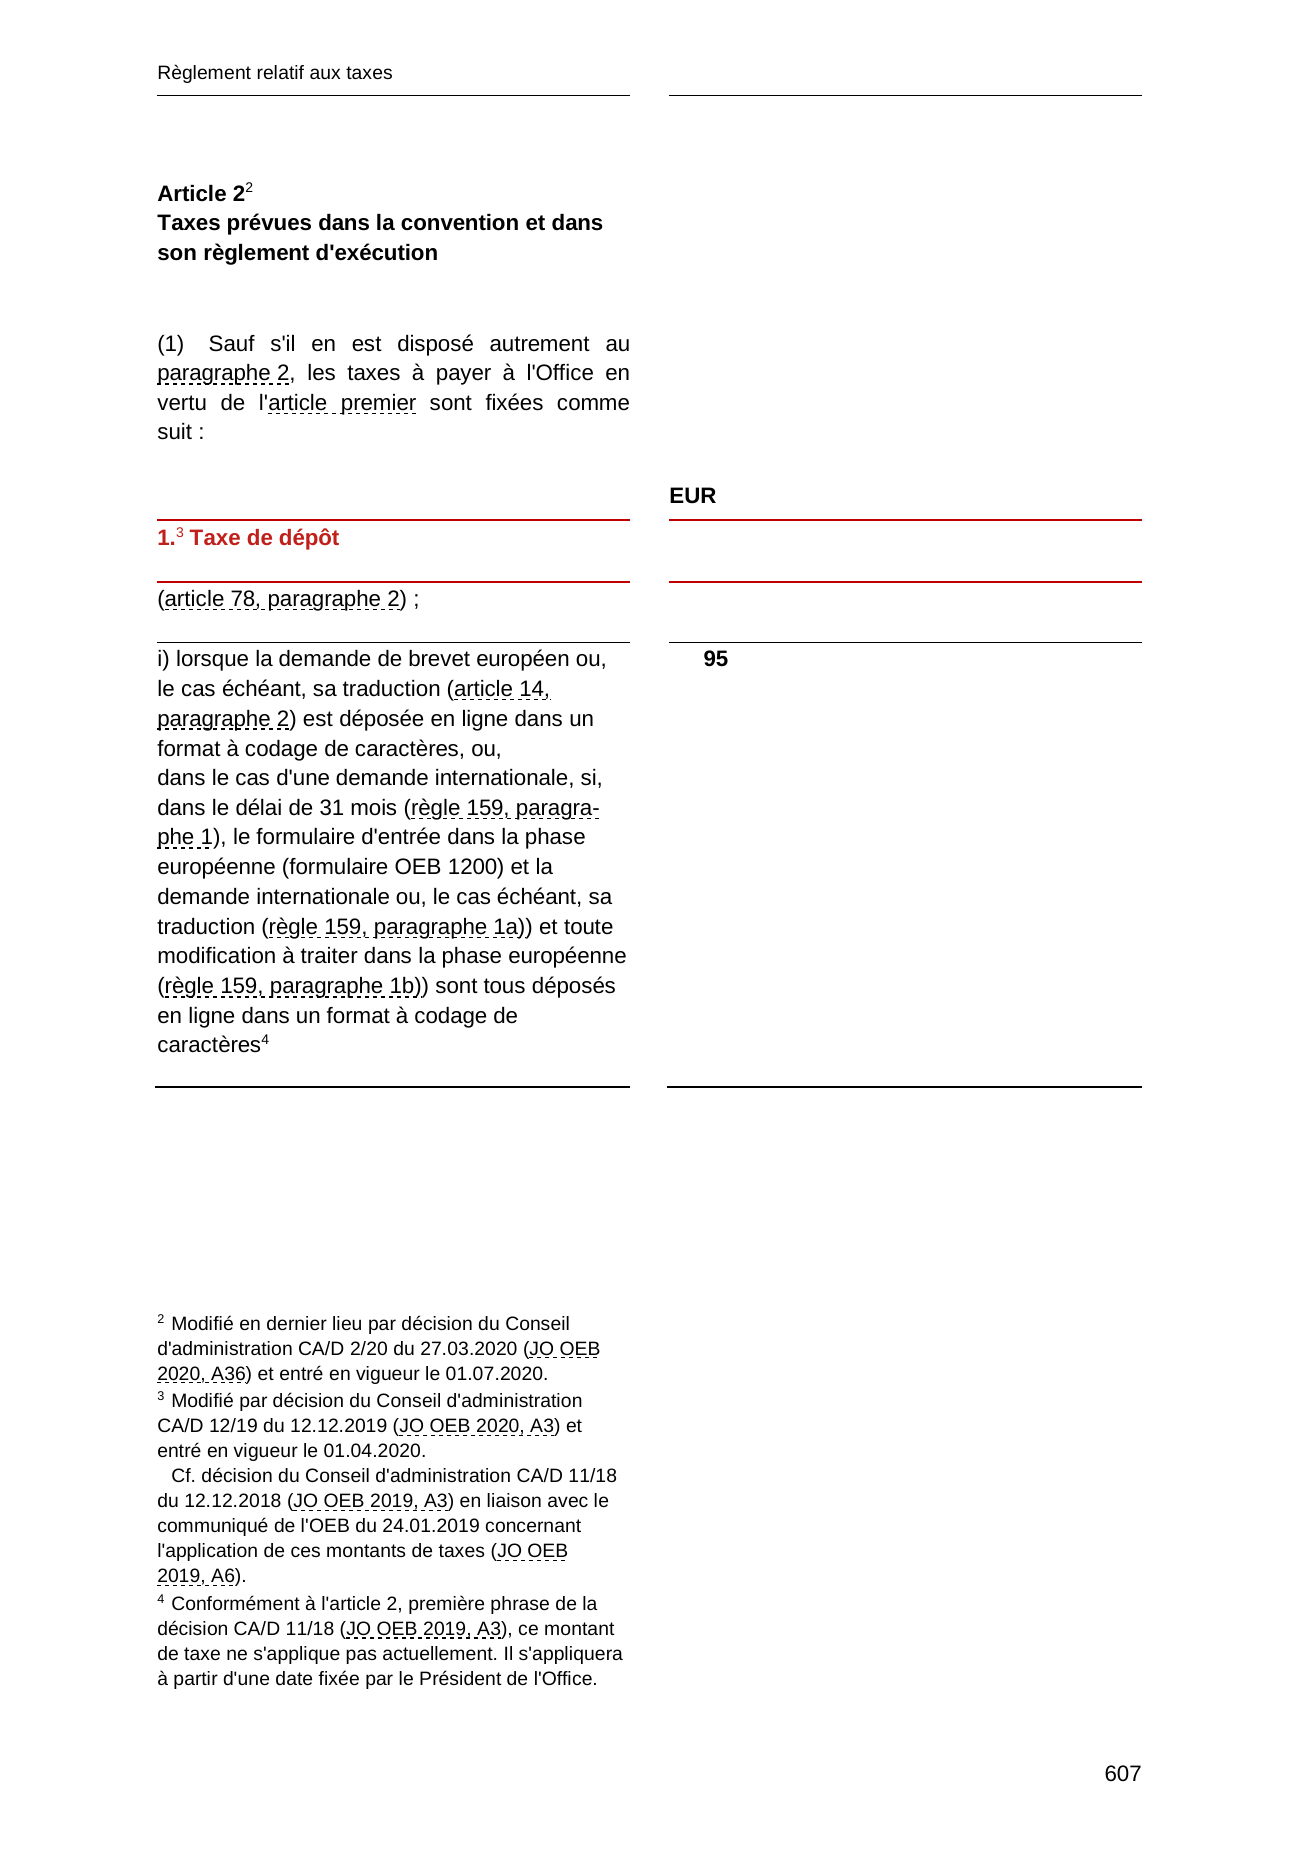 Règlement relatif aux taxes
Article 2²
Taxes prévues dans la convention et dans
son règlement d'exécution
(1) Sauf s'il en est disposé autrement au
paragraphe 2, les taxes à payer à l'Office en
vertu de l'article premier sont fixées comme
suit :
EUR
1.³ Taxe de dépôt
(article 78, paragraphe 2) ;
i) lorsque la demande de brevet européen ou, 95
le cas échéant, sa traduction (article 14,
paragraphe 2) est déposée en ligne dans un
format à codage de caractères, ou,
dans le cas d'une demande internationale, si,
dans le délai de 31 mois (règle 159, paragra-
phe 1), le formulaire d'entrée dans la phase
européenne (formulaire OEB 1200) et la
demande internationale ou, le cas échéant, sa
traduction (règle 159, paragraphe 1a)) et toute
modification à traiter dans la phase européenne
(règle 159, paragraphe 1b)) sont tous déposés
en ligne dans un format à codage de
caractères⁴
² Modifié en dernier lieu par décision du Conseil
d'administration CA/D 2/20 du 27.03.2020 (JO OEB
2020, A36) et entré en vigueur le 01.07.2020.
³ Modifié par décision du Conseil d'administration
CA/D 12/19 du 12.12.2019 (JO OEB 2020, A3) et
entré en vigueur le 01.04.2020.
Cf. décision du Conseil d'administration CA/D 11/18
du 12.12.2018 (JO OEB 2019, A3) en liaison avec le
communiqué de l'OEB du 24.01.2019 concernant
l'application de ces montants de taxes (JO OEB
2019, A6).
⁴ Conformément à l'article 2, première phrase de la
décision CA/D 11/18 (JO OEB 2019, A3), ce montant
de taxe ne s'applique pas actuellement. Il s'appliquera
à partir d'une date fixée par le Président de l'Office.
607